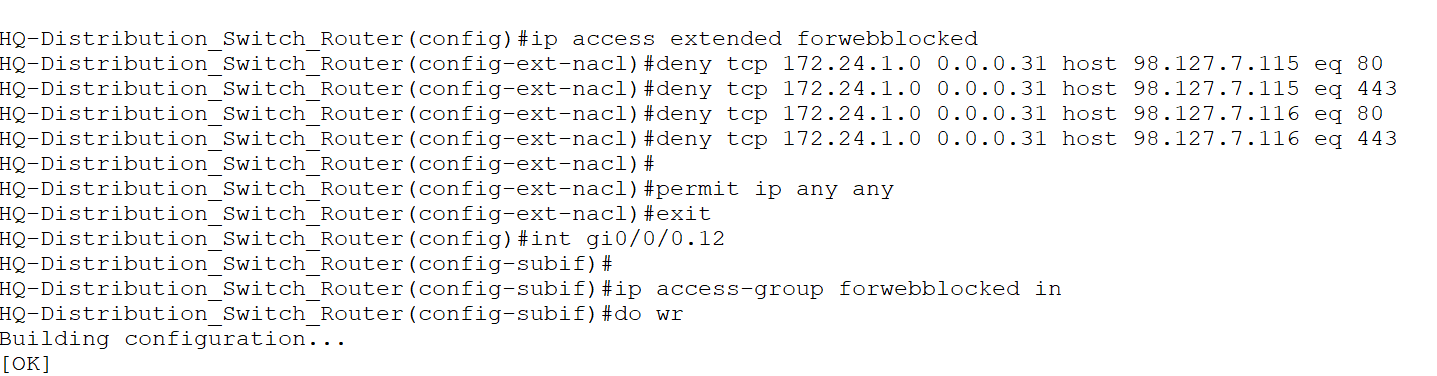 HQ-Distribution_Switch_Router(config)#ip access extended forwebblocked
HQ-Distribution_Switch_Router(config-ext-nacl)#deny tcp 172.24.1.0 0.0.0.31 host 98.127.7.115 eq 80
HQ-Distribution_Switch_Router(config-ext-nacl)#deny tcp 172.24.1.0 0.0.0.31 host 98.127.7.115 eq 443
HQ-Distribution_Switch_Router(config-ext-nacl)#deny tcp 172.24.1.0 0.0.0.31 host 98.127.7.116 eq 80
HQ-Distribution_Switch_Router(config-ext-nacl)#deny tcp 172.24.1.0 0.0.0.31 host 98.127.7.116 eq 443
HQ-Distribution_Switch_Router(config-ext-nacl)#
HQ-Distribution_Switch_Router(config-ext-nacl)#permit ip any any
HQ-Distribution_Switch_Router(config-ext-nacl)#exit
HQ-Distribution_Switch_Router(config)#int gi0/0/0.12
HQ-Distribution_Switch_Router(config-subif)#
HQ-Distribution_Switch_Router(config-subif)#ip access-group forwebblocked in
HQ-Distribution_Switch_Router(config-subif)#do wr
Building configuration...
[OK]